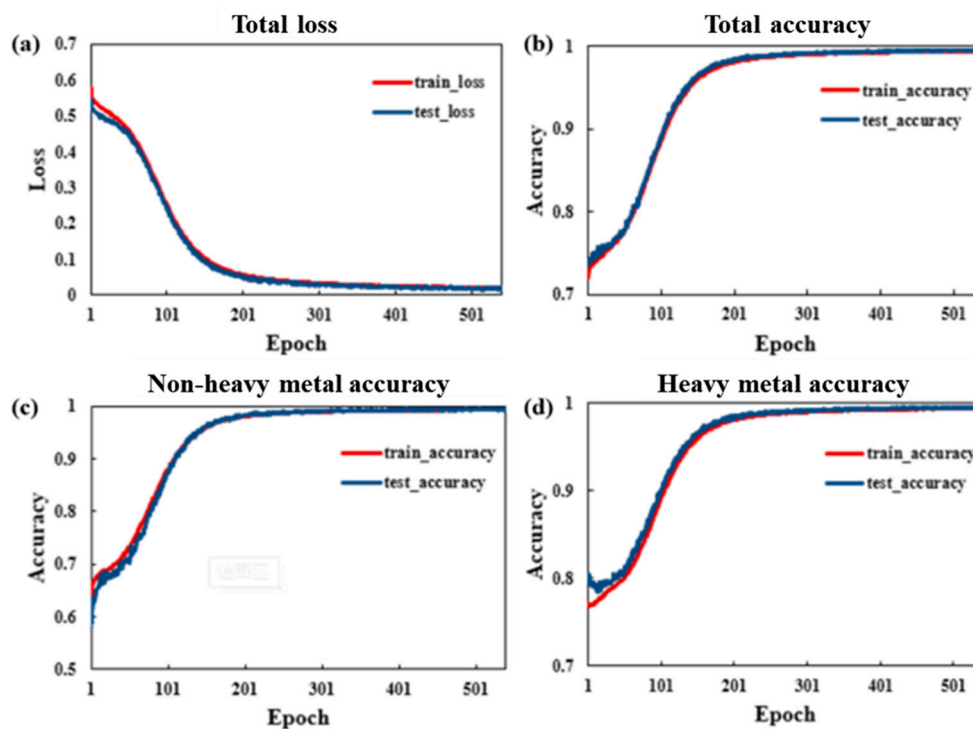 Total loss
(a)
0.7
0.6
0.5
0.4
0.3
0.2
0.1
0
Loss
train_loss
test_loss
1 101 201 301 401 501
Epoch
Total accuracy
(b)
1
0.9
0.8
0.7
Accuracy
train_accuracy
test_accuracy
1 101 201 301 401 501
Epoch
Non-heavy metal accuracy
(c)
1
0.9
0.8
0.7
0.6
0.5
Accuracy
train_accuracy
test_accuracy
绘图区
1 101 201 301 401 501
Epoch
Heavy metal accuracy
(d)
1
0.9
0.8
0.7
Accuracy
train_accuracy
test_accuracy
1 101 201 301 401 501
Epoch